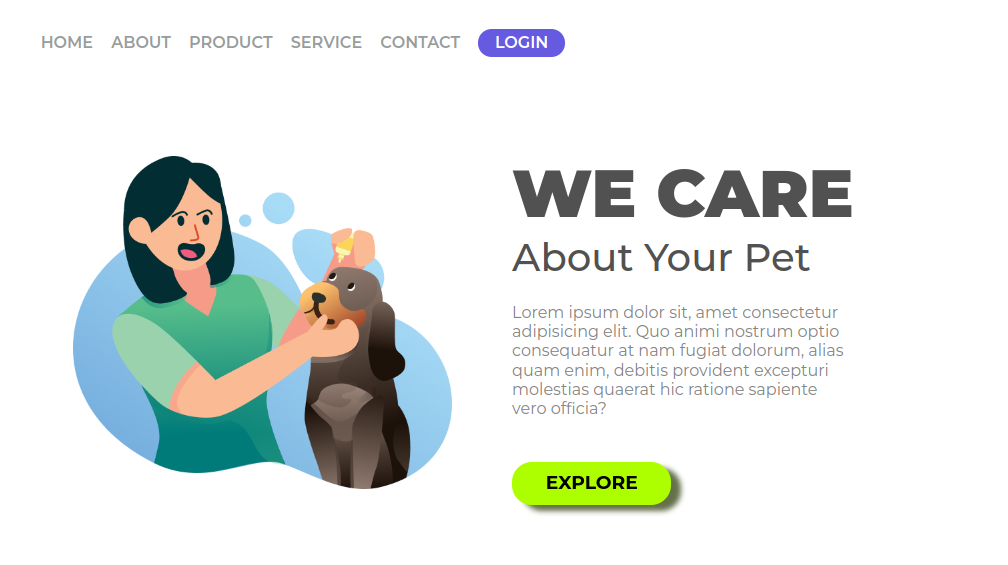 HOME ABOUT PRODUCT SERVICE CONTACT LOGIN
WE CARE
About Your Pet
Lorem ipsum dolor sit, amet consectetur
adipisicing elit. Quo animi nostrum optio
consequatur at nam fugiat dolorum, alias
quam enim, debitis provident excepturi
molestias quaerat hic ratione sapiente
vero officia?
EXPLORE